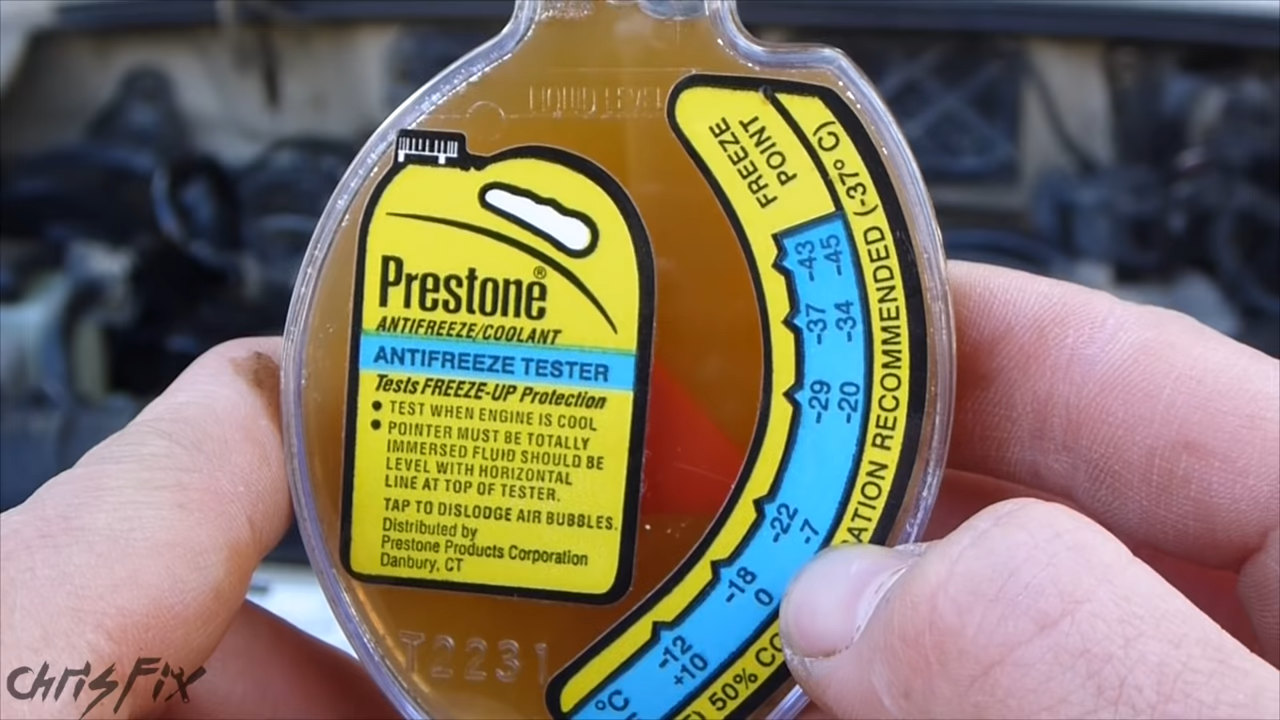 LIQUID LEVEL
Prestone®
ANTIFREEZE/COOLANT
ANTIFREEZE TESTER
Tests FREEZE-UP Protection
• TEST WHEN ENGINE IS COOL
• POINTER MUST BE TOTALLY
IMMERSED FLUID SHOULD BE
LEVEL WITH HORIZONTAL
LINE AT TOP OF TESTER.
TAP TO DISLODGE AIR BUBBLES.
Distributed by
Prestone Products Corporation
Danbury, CT
T2231
FREEZE
POINT
-43 -45
-37 -34
-29 -20
-22 -7
-18 0
-12 +10
°C
50% CO
ATION RECOMMENDED (-37° C)
CHRISFIX